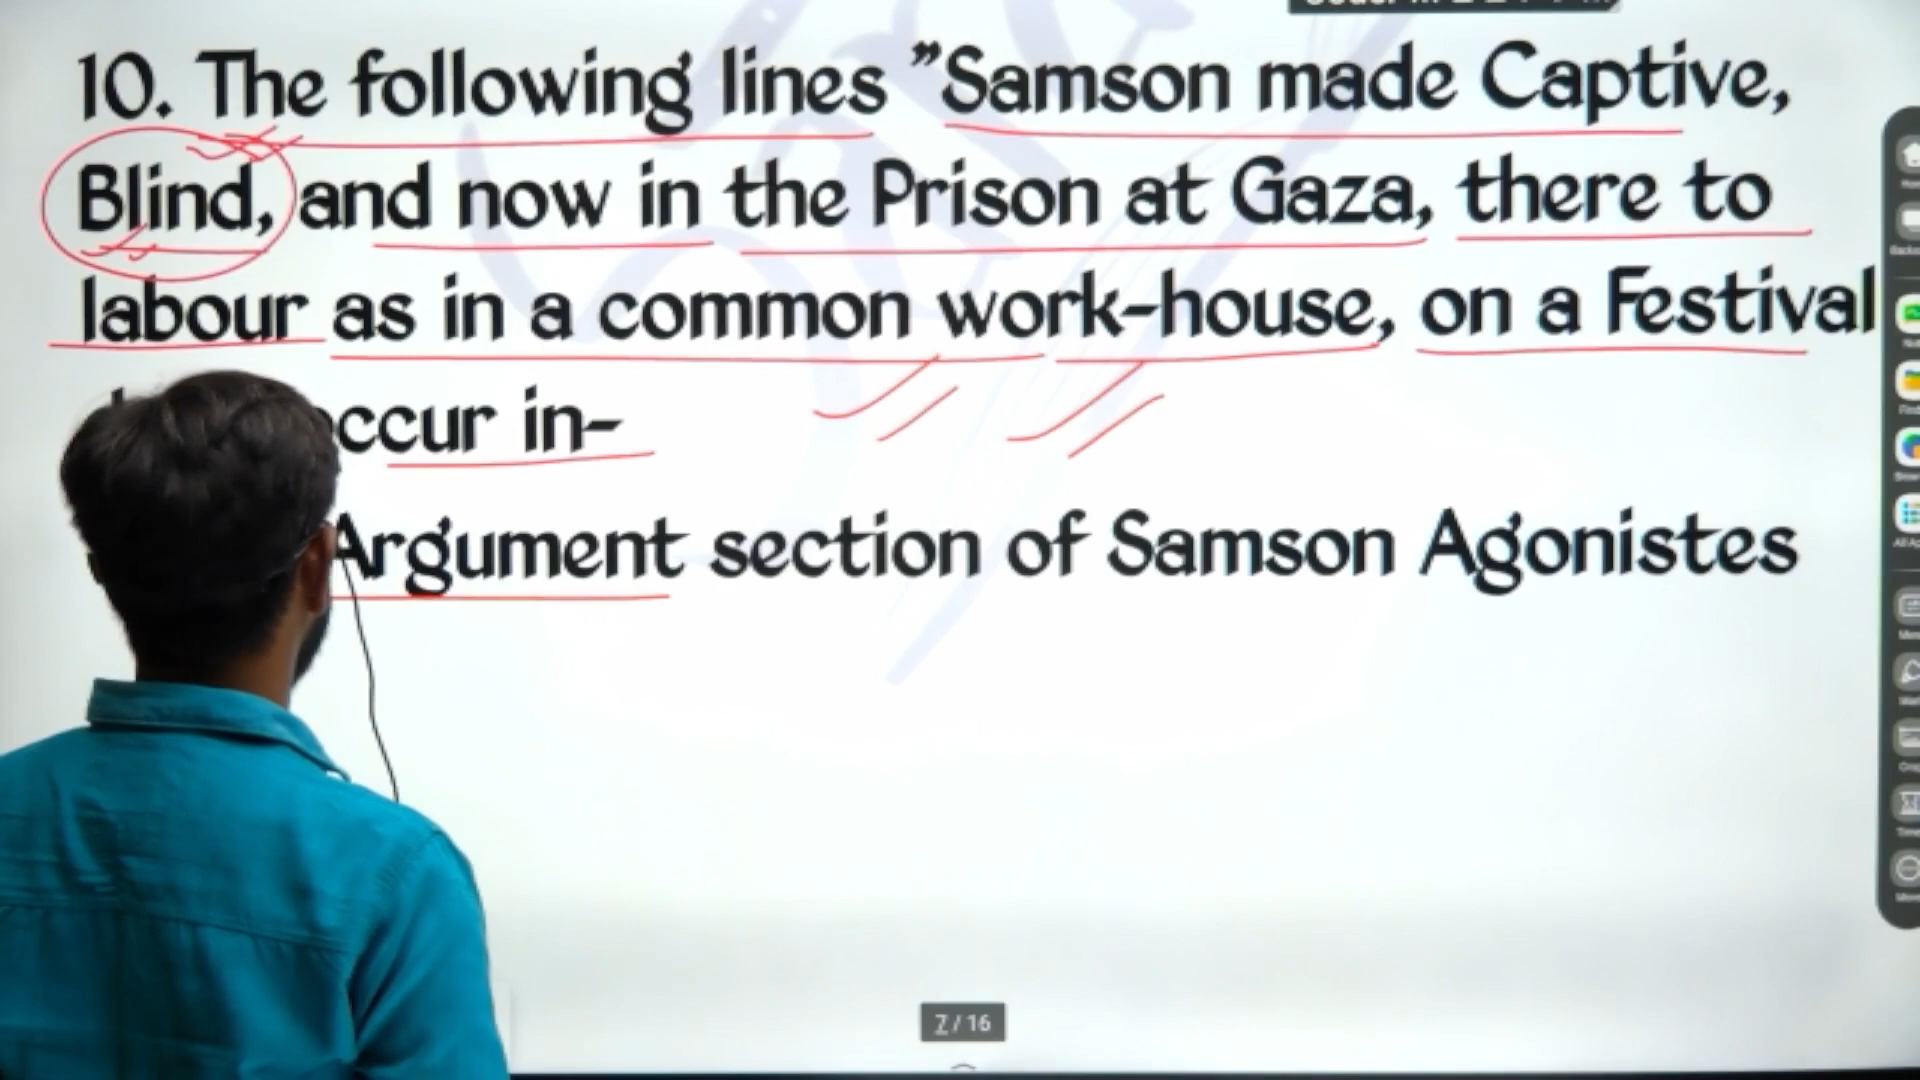 10. The following lines ”Samson made Captive,
Blind, and now in the Prison at Gaza, there to
labour as in a common work-house, on a Festival
occur in-
Argument section of Samson Agonistes
7 / 16